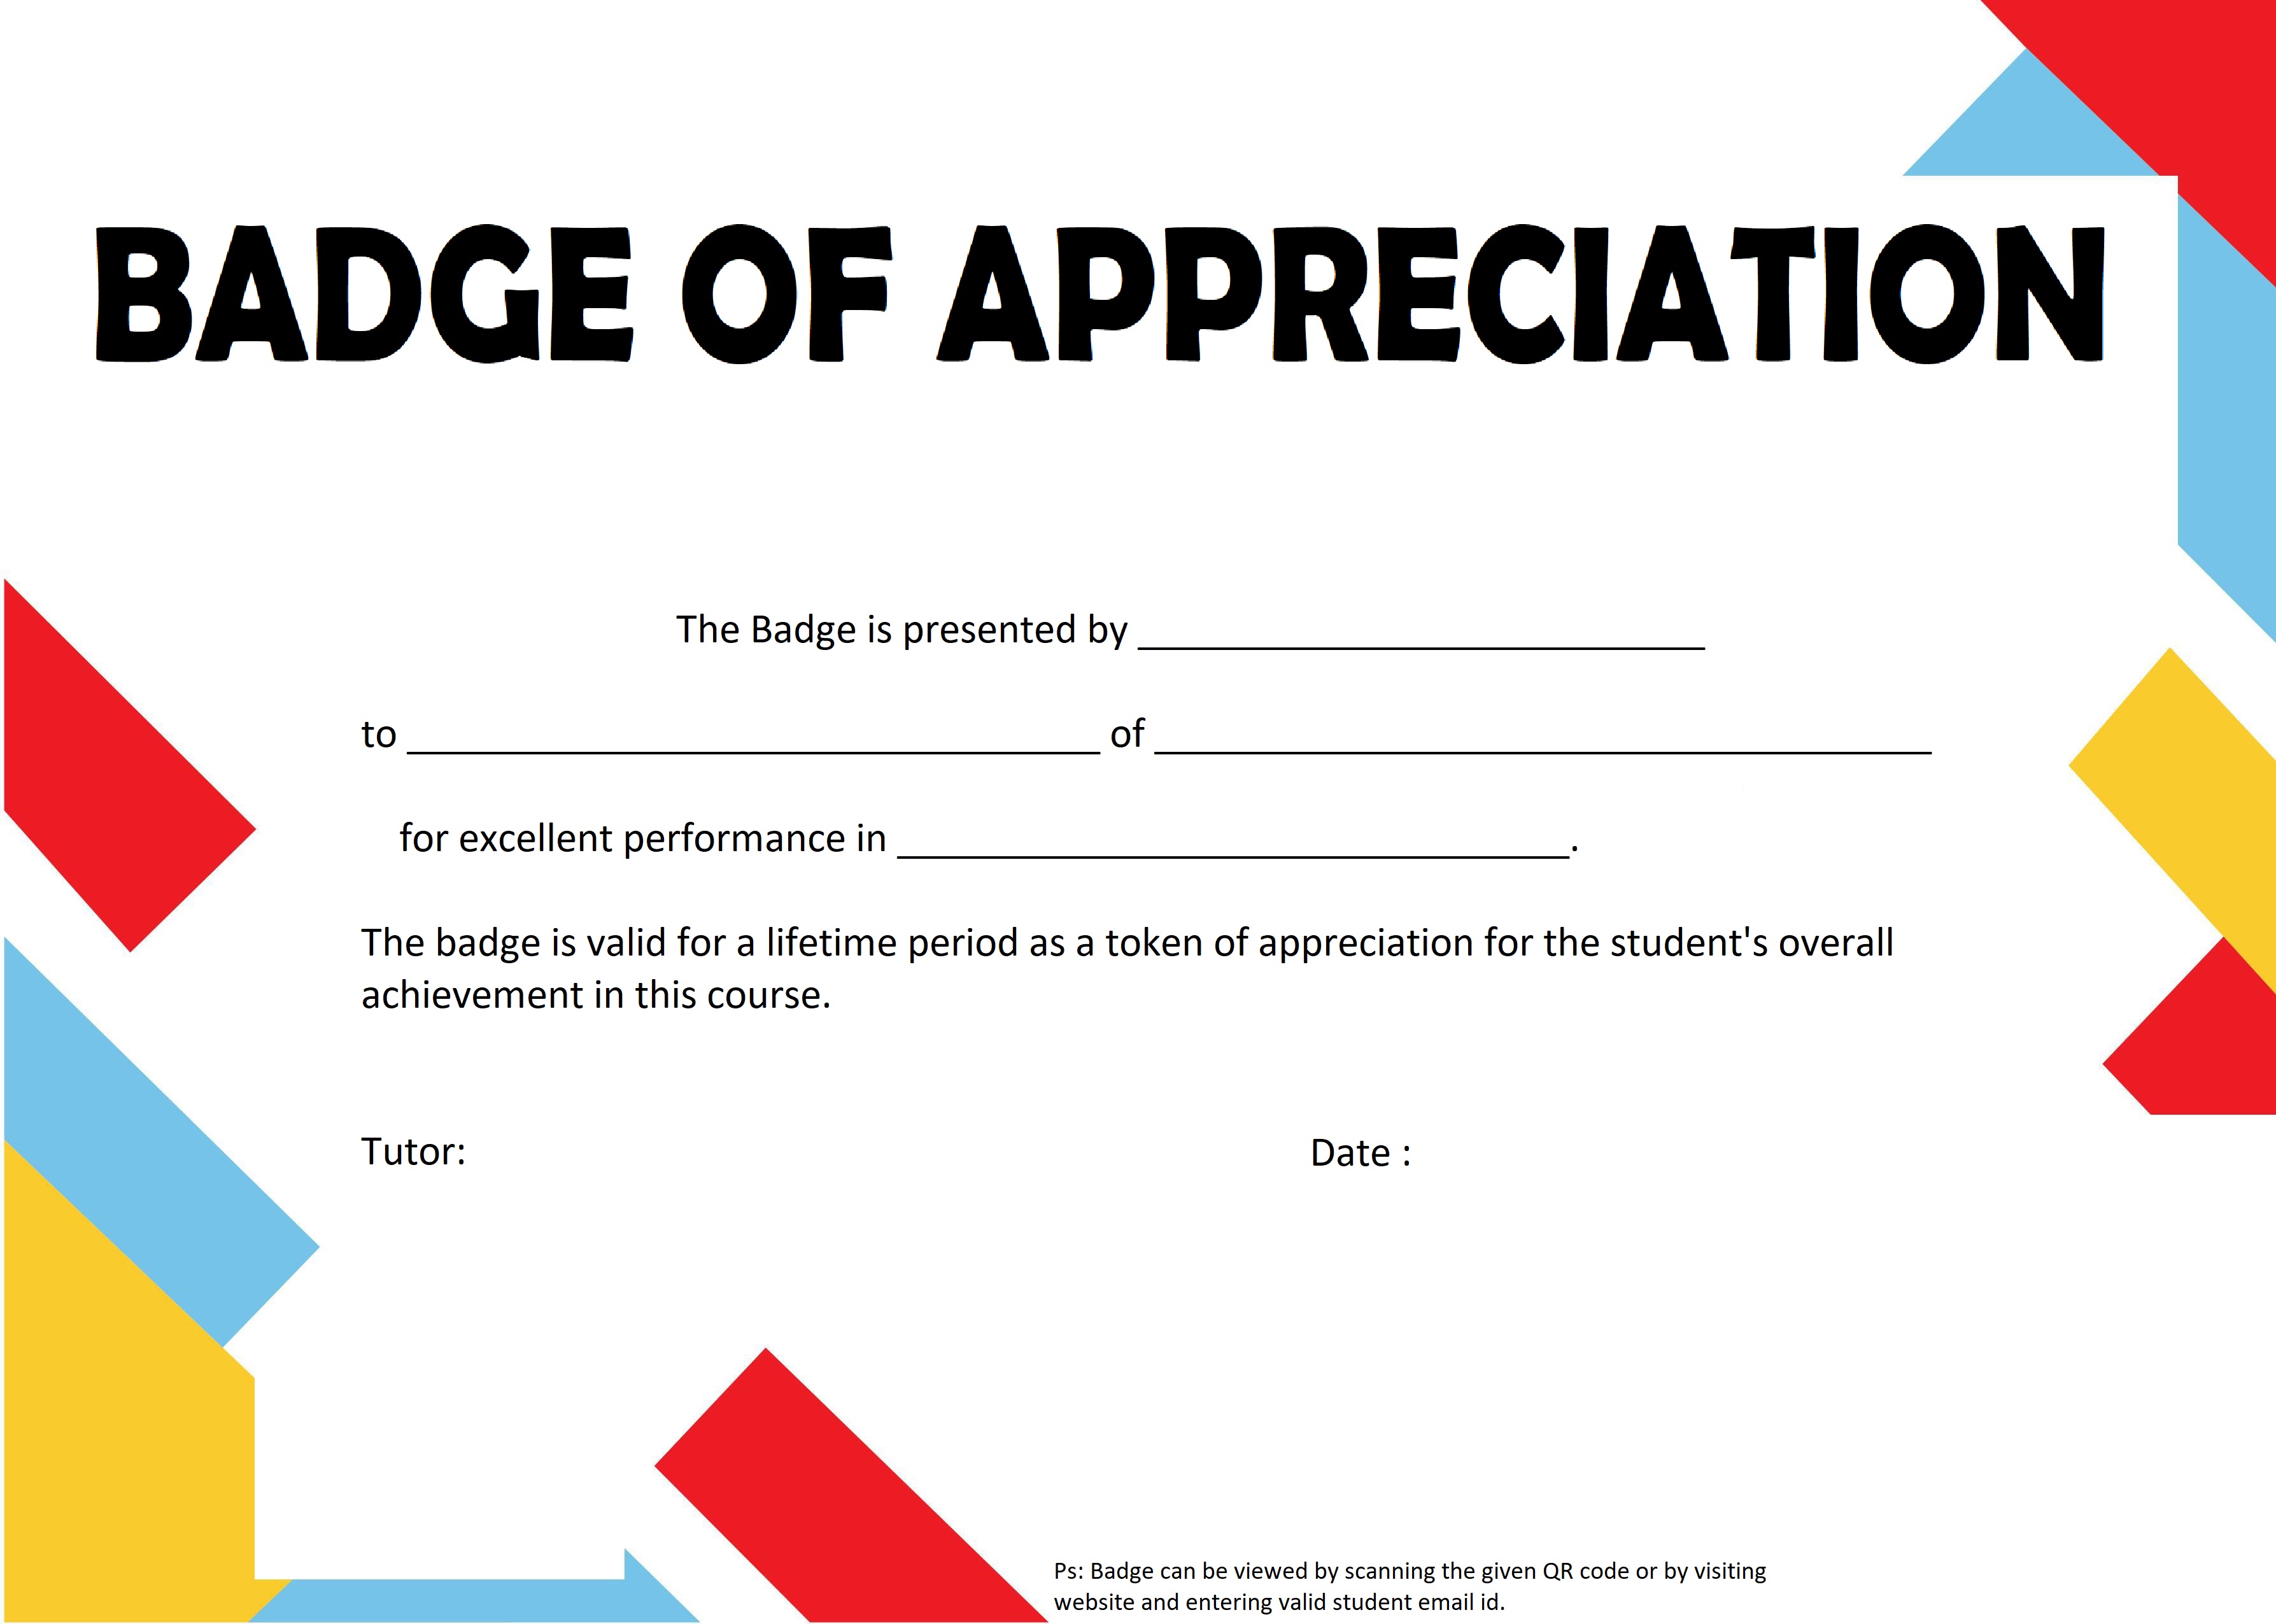 BADGE OF APPRECIATION
The Badge is presented by ___________________________
to _________________________________ of _____________________________________
for excellent performance in ________________________________.
The badge is valid for a lifetime period as a token of appreciation for the student's overall
achievement in this course.
Tutor: Date :
Ps: Badge can be viewed by scanning the given QR code or by visiting
website and entering valid student email id.